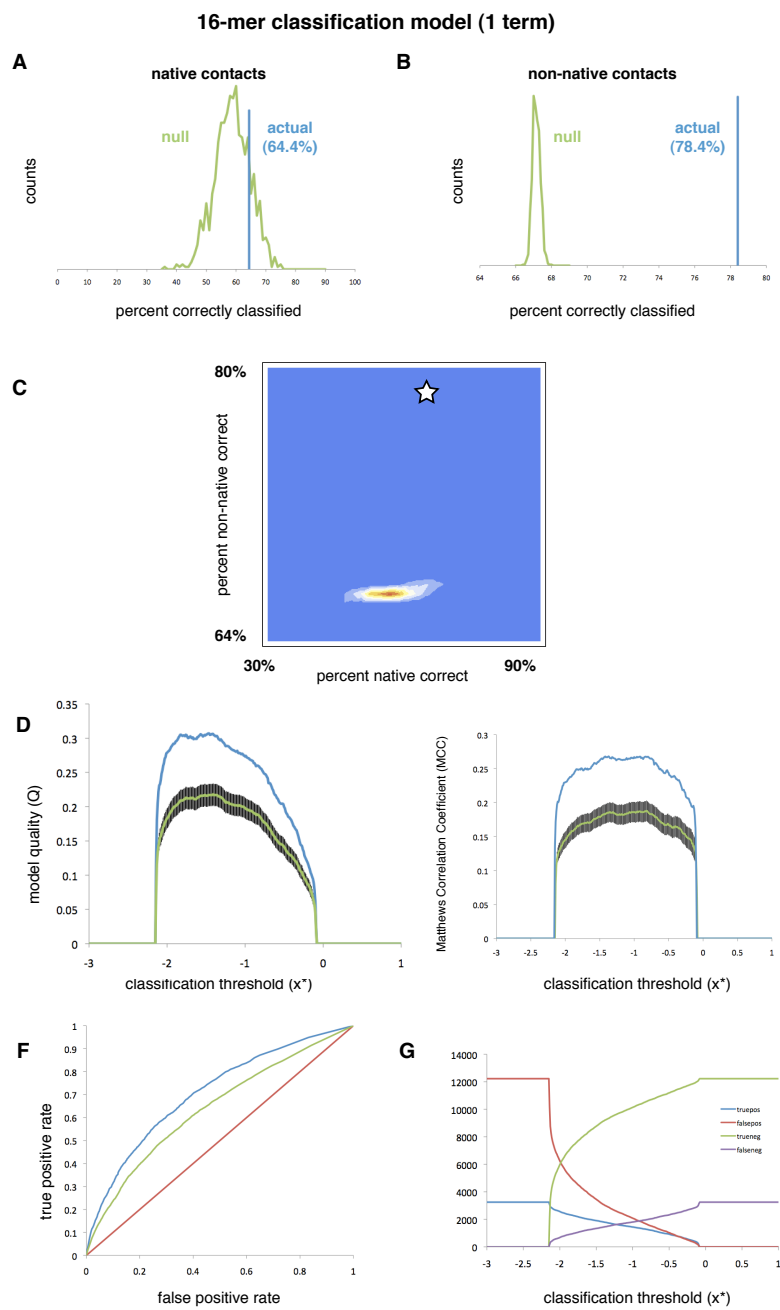 16-mer classification model (1 term)
A
native contacts
null
actual
(64.4%)
counts
0 10 20 30 40 50 60 70 80 90 100
percent correctly classified
B
non-native contacts
null
actual
(78.4%)
counts
64 66 68 70 72 74 76 78 80
percent correctly classified
C
80%
percent non-native correct
64%
30%
90%
percent native correct
D
0.35
0.3
0.25
0.2
0.15
0.1
0.05
0
model quality (Q)
-3 -2 -1 0 1
classification threshold (x*)
0.3
0.25
0.2
0.15
0.1
0.05
0
Matthews Correlation Coefficient (MCC)
-3 -2.5 -2 -1.5 -1 -0.5 0 0.5 1
classification threshold (x*)
F
1
0.9
0.8
0.7
0.6
0.5
0.4
0.3
0.2
0.1
0
true positive rate
0 0.2 0.4 0.6 0.8 1
false positive rate
G
14000
12000
10000
8000
6000
4000
2000
0
truepos
falsepos
trueneg
falseneg
-3 -2.5 -2 -1.5 -1 -0.5 0 0.5 1
classification threshold (x*)